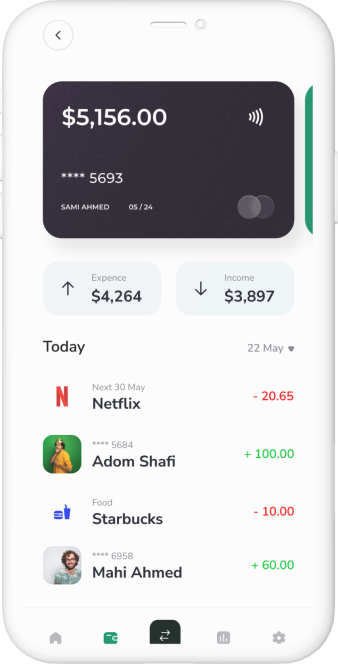 $5,156.00
**** 5693
SAMI AHMED 05 / 24
Expence
$4,264
Income
$3,897
Today
22 May
N
Next 30 May
Netflix
- 20.65
**** 5684
Adom Shafi
+ 100.00
Food
Starbucks
- 10.00
**** 6958
Mahi Ahmed
+ 60.00